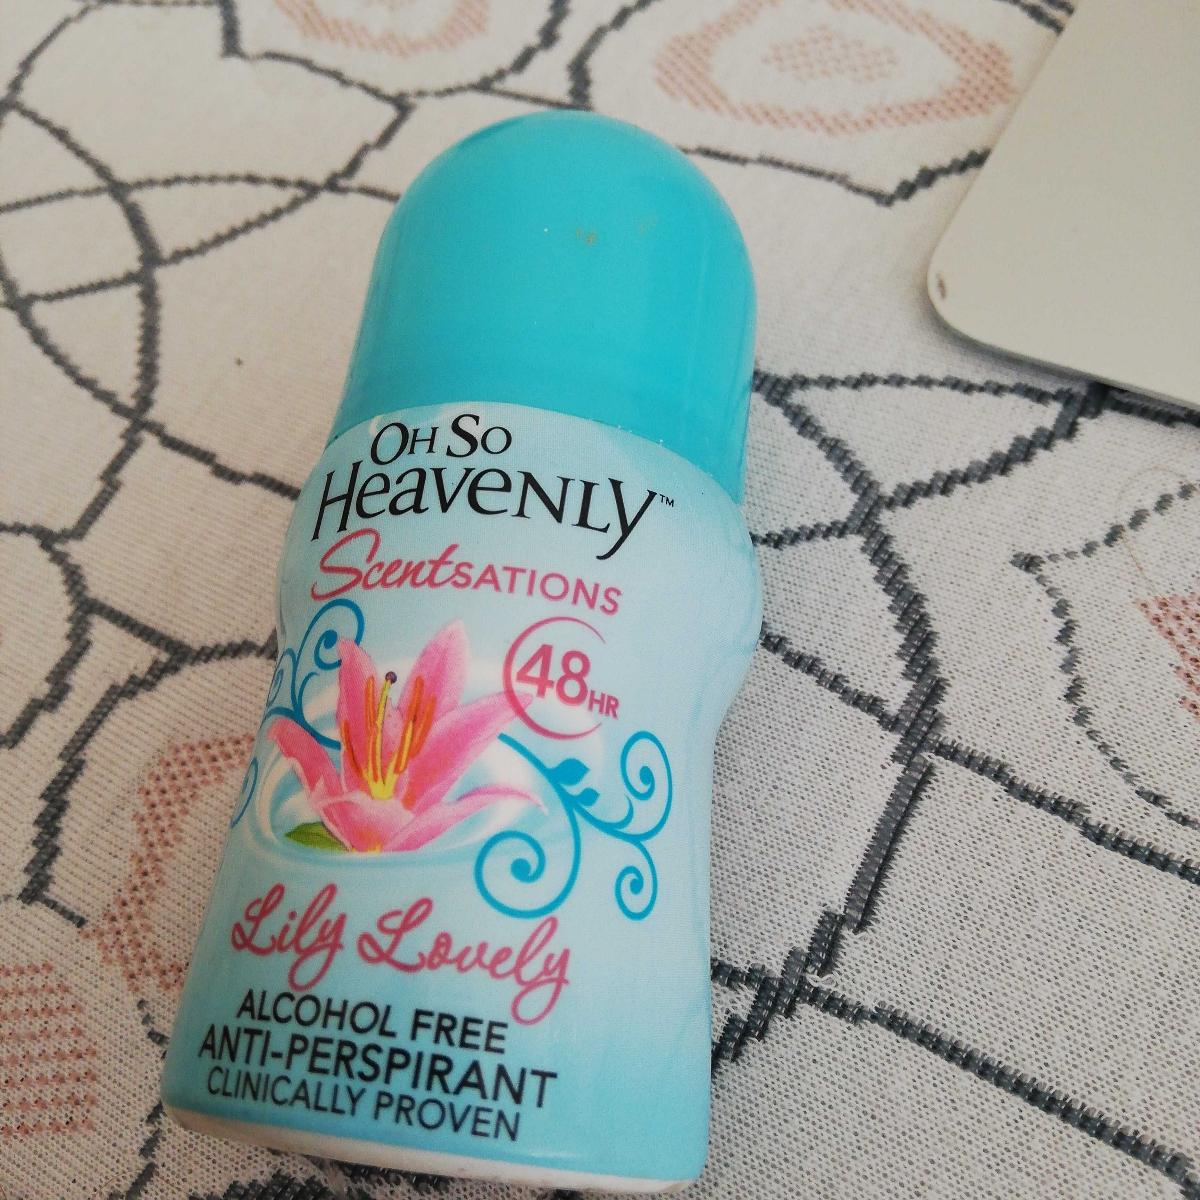 OH SO
HEAVENLY™
ScentSATIONS
48HR
Lily Lovely
ALCOHOL FREE
ANTI-PERSPIRANT
CLINICALLY PROVEN